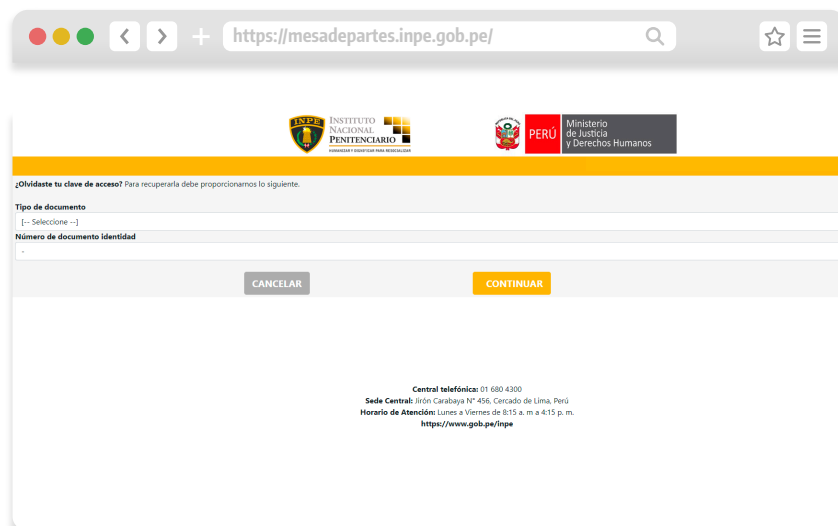 https://mesadepartes.inpe.gob.pe/
INPE
INSTITUTO
NACIONAL
PENITENCIARIO
HUMANIZAR Y DIGNIFICAR PARA RESOCIALIZAR
PERÚ
Ministerio
de Justicia
y Derechos Humanos
¿Olvidaste tu clave de acceso? Para recuperarla debe proporcionarnos lo siguiente.
Tipo de documento
[-- Seleccione --]
Número de documento identidad
-
CANCELAR
CONTINUAR
Central telefónica: 01 680 4300
Sede Central: Jirón Carabaya N° 456, Cercado de Lima, Perú
Horario de Atención: Lunes a Viernes de 8:15 a. m a 4:15 p. m.
https://www.gob.pe/inpe